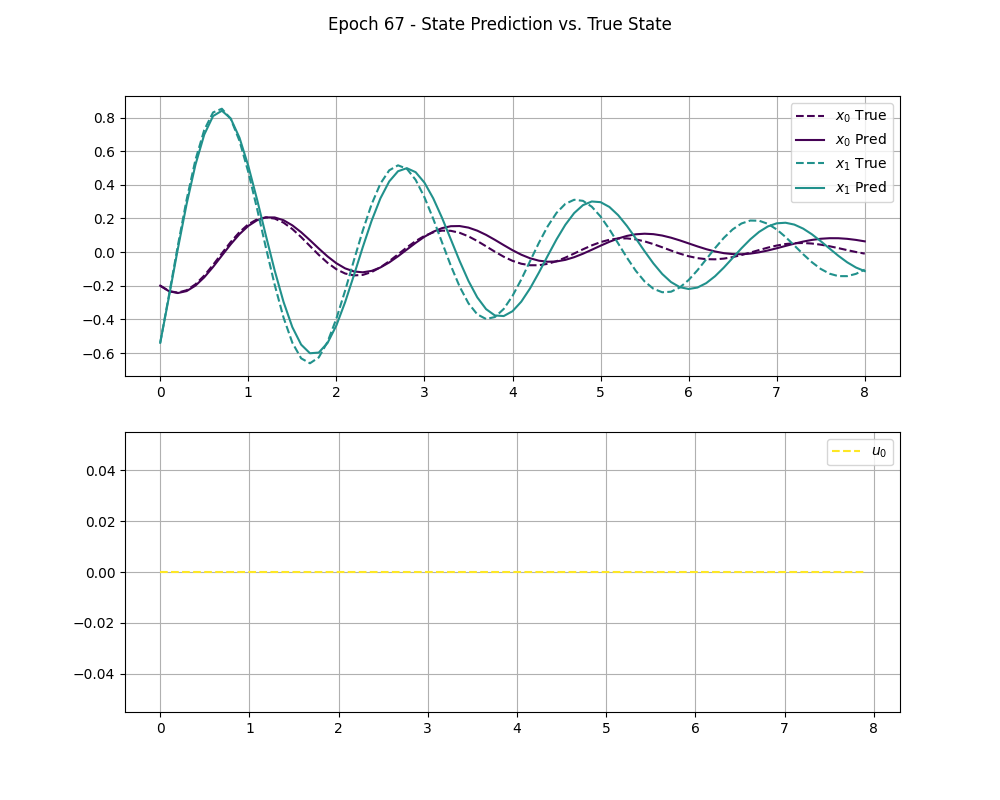 Epoch 67 - State Prediction vs. True State
0.8
0.6
0.4
0.2
0.0
−0.2
−0.4
−0.6
0 1 2 3 4 5 6 7 8
x₀ True
x₀ Pred
x₁ True
x₁ Pred
0.04
0.02
0.00
−0.02
−0.04
0 1 2 3 4 5 6 7 8
u₀